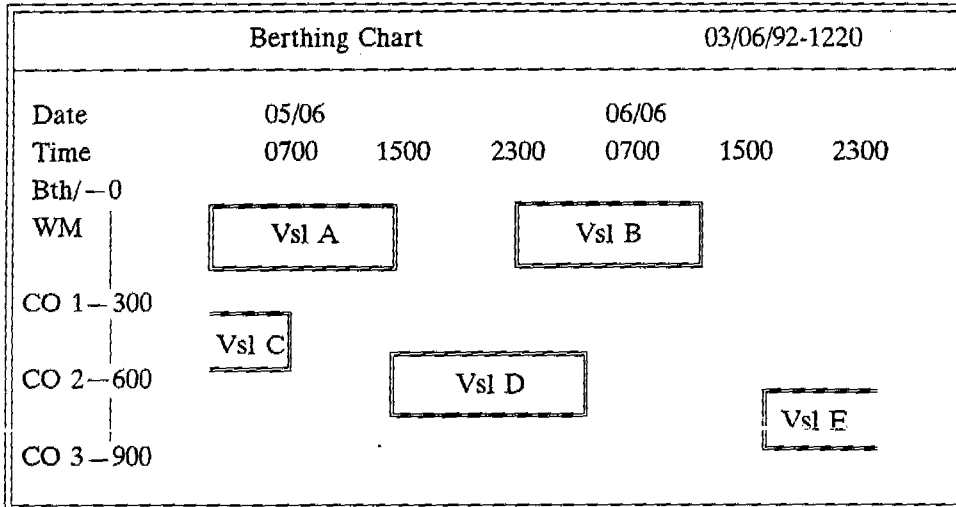 Berthing Chart 03/06/92-1220
Date 05/06 06/06
Time 0700 1500 2300 0700 1500 2300
Bth/—0
WM Vsl A Vsl B
CO 1—300
Vsl C
CO 2—600 Vsl D
Vsl E
CO 3—900